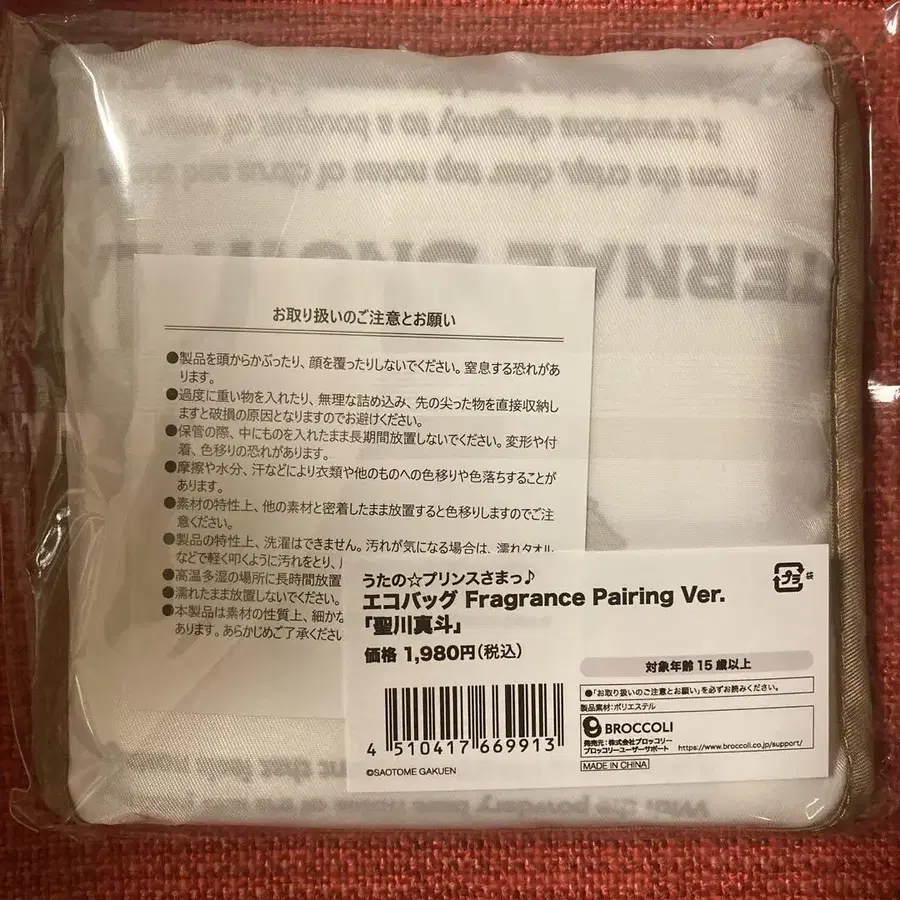 It transitions elegantly to a bouquet of
From the crisp, clear top notes of citrus and
お取り扱いのご注意とお願い
●製品を頭からかぶったり、顔を覆ったりしないでください。窒息する恐れがあ
ります。
●過度に重い物を入れたり、無理な詰め込み、先の尖った物を直接収納し
ますと破損の原因となりますのでお避けください。
●保管の際、中にものを入れたまま長期間放置しないでください。変形や付
着、色移りの恐れがあります。
●摩擦や水分、汗などにより衣類や他のものへの色移りや色落ちすることが
あります。
●素材の特性上、他の素材と密着したまま放置すると色移りしますのでご注
意ください。
●製品の特性上、洗濯はできません。汚れが気になる場合は、濡れタオル
などで軽く叩くように汚れをとり、
●高温多湿の場所に長時間放置
●濡れたまま放置しないでください。
●本製品は素材の性質上、細かな
あります。あらかじめご了承ください
うたの☆プリンスさまっ♪
エコバッグ Fragrance Pairing Ver.
「聖川真斗」
価格 1,980円(税込)
プラ 袋
対象年齢15歳以上
●「お取り扱いのご注意とお願い」を必ずお読みください。
製品素材:ポリエステル
BROCCOLI
発売元:株式会社ブロッコリー
ブロッコリーユーザーサポート https://www.broccoli.co.jp/support/
MADE IN CHINA
4 510417 669913
©SAOTOME GAKUEN
With the powdery